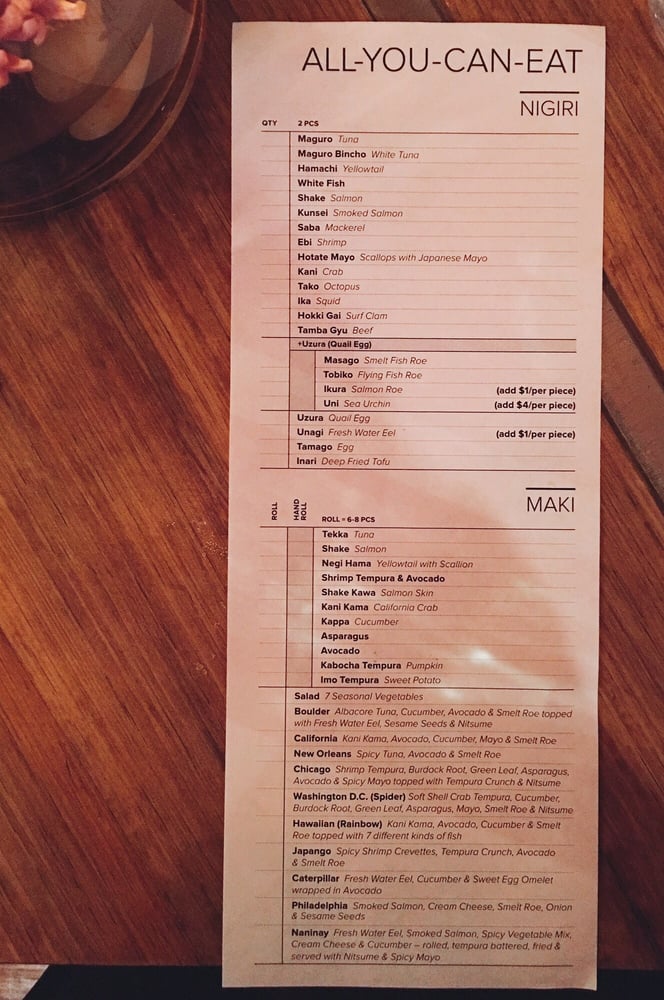 ALL-YOU-CAN-EAT
NIGIRI
QTY 2 PCS
Maguro Tuna
Maguro Bincho White Tuna
Hamachi Yellowtail
White Fish
Shake Salmon
Kunsei Smoked Salmon
Saba Mackerel
Ebi Shrimp
Hotate Mayo Scallops with Japanese Mayo
Kani Crab
Tako Octopus
Ika Squid
Hokki Gai Surf Clam
Tamba Gyu Beef
+Uzura (Quail Egg)
Masago Smelt Fish Roe
Tobiko Flying Fish Roe
Ikura Salmon Roe (add $1/per piece)
Uni Sea Urchin (add $4/per piece)
Uzura Quail Egg
Unagi Fresh Water Eel (add $1/per piece)
Tamago Egg
Inari Deep Fried Tofu
MAKI
ROLL HAND ROLL ROLL = 6-8 PCS
Tekka Tuna
Shake Salmon
Negi Hama Yellowtail with Scallion
Shrimp Tempura & Avocado
Shake Kawa Salmon Skin
Kani Kama California Crab
Kappa Cucumber
Asparagus
Avocado
Kabocha Tempura Pumpkin
Imo Tempura Sweet Potato
Salad 7 Seasonal Vegetables
Boulder Albacore Tuna, Cucumber, Avocado & Smelt Roe topped
with Fresh Water Eel, Sesame Seeds & Nitsume
California Kani Kama, Avocado, Cucumber, Mayo & Smelt Roe
New Orleans Spicy Tuna, Avocado & Smelt Roe
Chicago Shrimp Tempura, Burdock Root, Green Leaf, Asparagus,
Avocado & Spicy Mayo topped with Tempura Crunch & Nitsume
Washington D.C. (Spider) Soft Shell Crab Tempura, Cucumber,
Burdock Root, Green Leaf, Asparagus, Mayo, Smelt Roe & Nitsume
Hawaiian (Rainbow) Kani Kama, Avocado, Cucumber & Smelt
Roe topped with 7 different kinds of fish
Japango Spicy Shrimp Crevettes, Tempura Crunch, Avocado
& Smelt Roe
Caterpillar Fresh Water Eel, Cucumber & Sweet Egg Omelet
wrapped in Avocado
Philadelphia Smoked Salmon, Cream Cheese, Smelt Roe, Onion
& Sesame Seeds
Naninay Fresh Water Eel, Smoked Salmon, Spicy Vegetable Mix,
Cream Cheese & Cucumber – rolled, tempura battered, fried &
served with Nitsume & Spicy Mayo